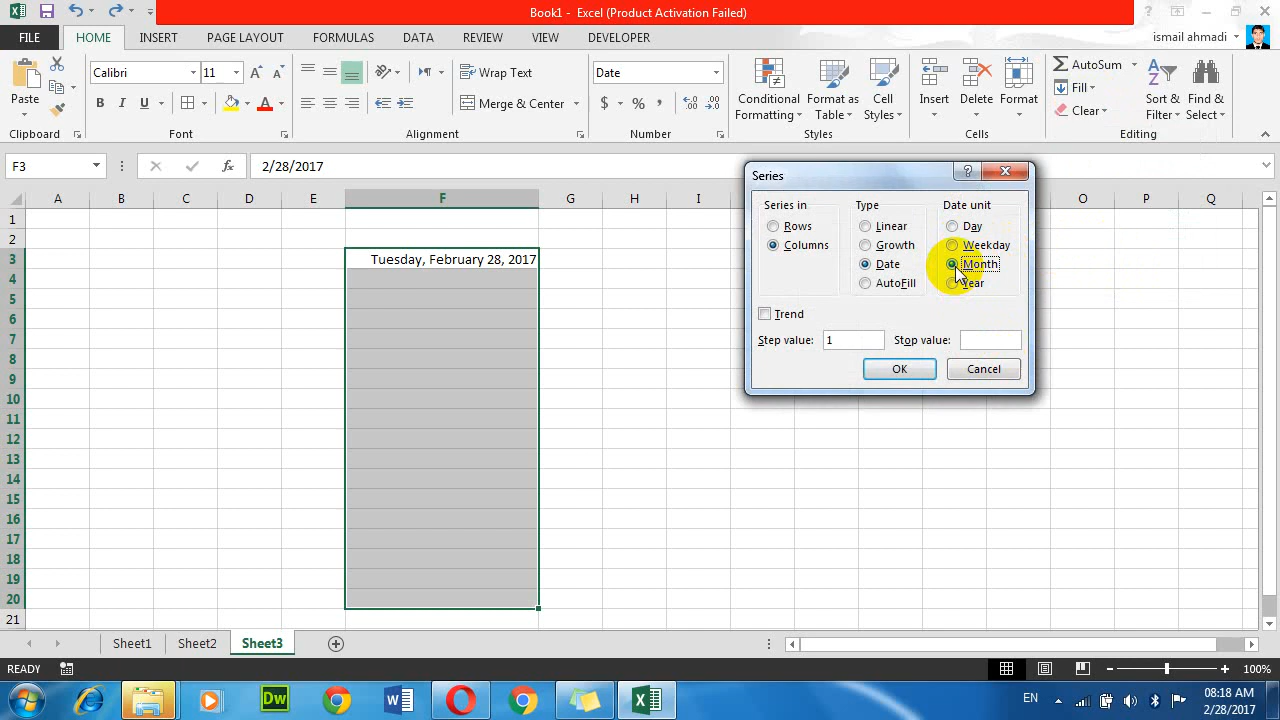 Book1 - Excel (Product Activation Failed)
FILE HOME INSERT PAGE LAYOUT FORMULAS DATA REVIEW VIEW DEVELOPER ismail ahmadi
Calibri 11 Wrap Text Date AutoSum
Paste B I U Merge & Center $ % , Conditional Formatting Format as Table Cell Styles Insert Delete Format Fill Clear Sort & Filter Find & Select
Clipboard Font Alignment Number Styles Cells Editing
F3 fx 2/28/2017
A B C D E F G H I O P Q
Series
Series in Type Date unit
Rows Linear Day
Columns Growth Weekday
Date Month
AutoFill Year
Trend
Step value: 1 Stop value:
OK Cancel
1
2
3 Tuesday, February 28, 2017
4
5
6
7
8
9
10
11
12
13
14
15
16
17
18
19
20
21
Sheet1 Sheet2 Sheet3
READY 100%
Dw W EN 08:18 AM
2/28/2017